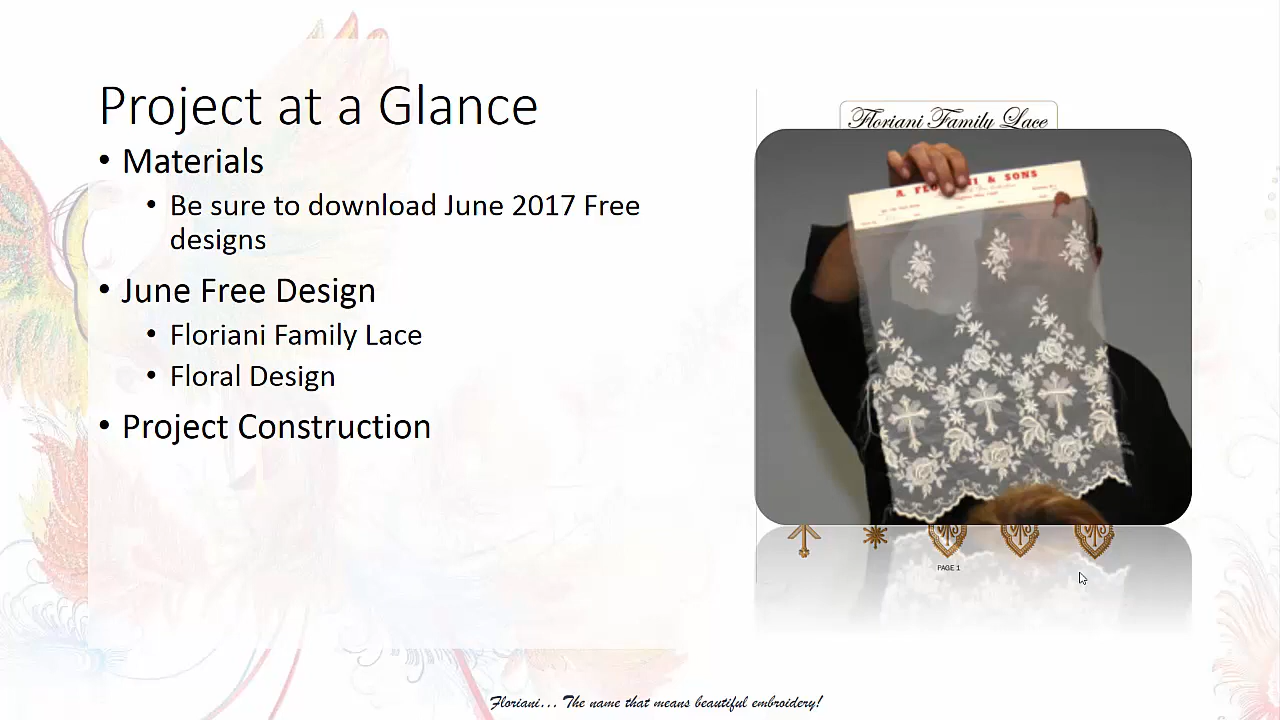 Project at a Glance
• Materials
• Be sure to download June 2017 Free
designs
• June Free Design
• Floriani Family Lace
• Floral Design
• Project Construction
Floriani Family Lace
& SONS
PAGE 1
Floriani... The name that means beautiful embroidery!